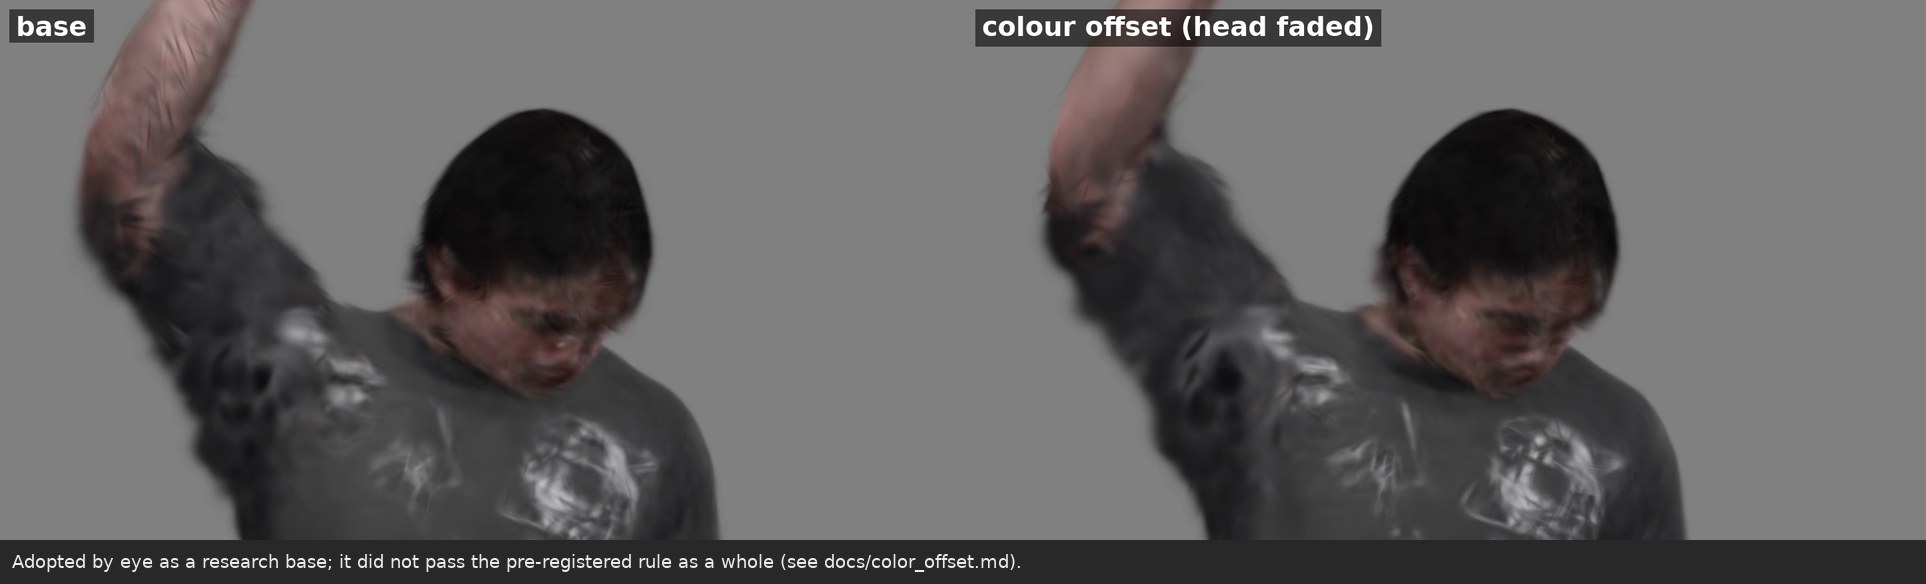 base
colour offset (head faded)
Adopted by eye as a research base; it did not pass the pre-registered rule as a whole (see docs/color_offset.md).